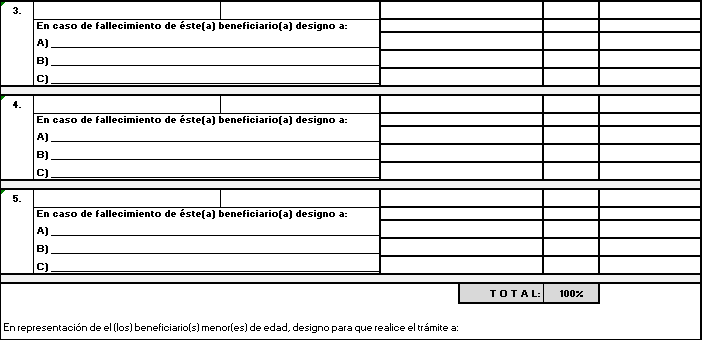 3.
En caso de fallecimiento de éste(a) beneficiario(a) designo a:
A)
B)
C)
4.
En caso de fallecimiento de éste(a) beneficiario(a) designo a:
A)
B)
C)
5.
En caso de fallecimiento de éste(a) beneficiario(a) designo a:
A)
B)
C)
T O T A L: 100%
En representación de el (los) beneficiario(s) menor(es) de edad, designo para que realice el trámite a: